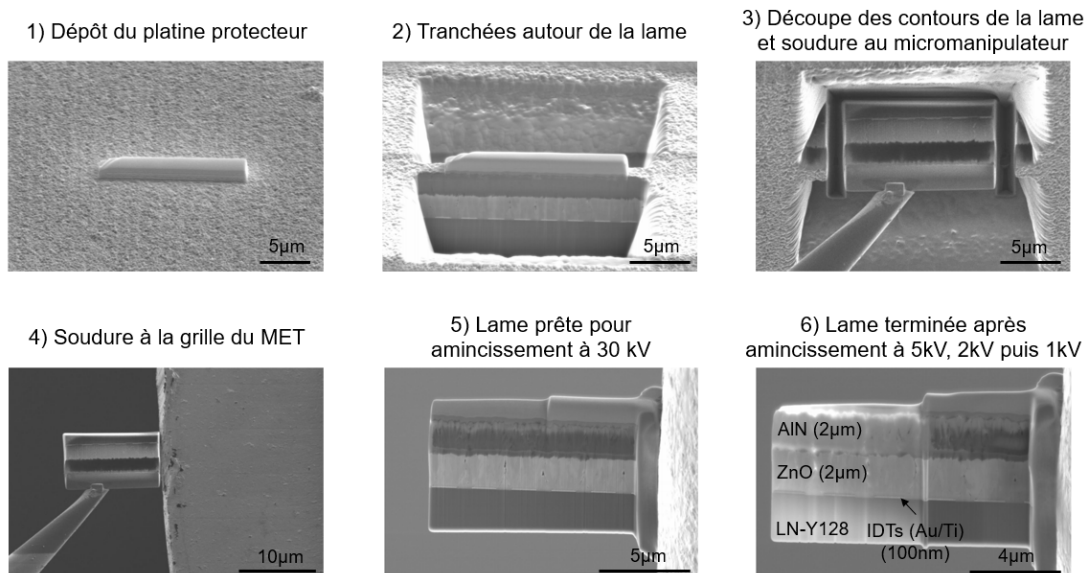 1) Dépôt du platine protecteur
2) Tranchées autour de la lame
3) Découpe des contours de la lame
et soudure au micromanipulateur
5µm
5µm
5µm
4) Soudure à la grille du MET
5) Lame prête pour
amincissement à 30 kV
6) Lame terminée après
amincissement à 5kV, 2kV puis 1kV
10µm
5µm
AlN (2µm)
ZnO (2µm)
LN-Y128
IDTs (Au/Ti)
(100nm)
4µm